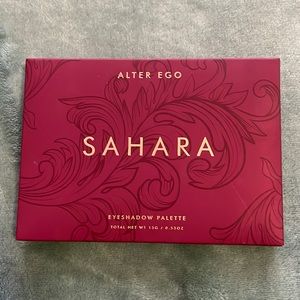 ALTER EGO
SAHARA
EYESHADOW PALETTE
TOTAL NET WT 15G / 0.53OZ